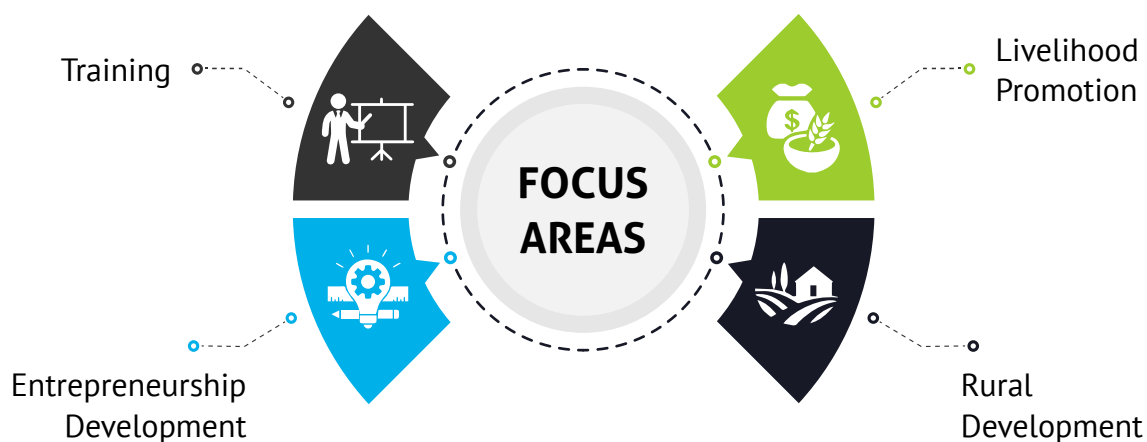 Training
Livelihood
Promotion
FOCUS
AREAS
$
Entrepreneurship
Development
Rural
Development